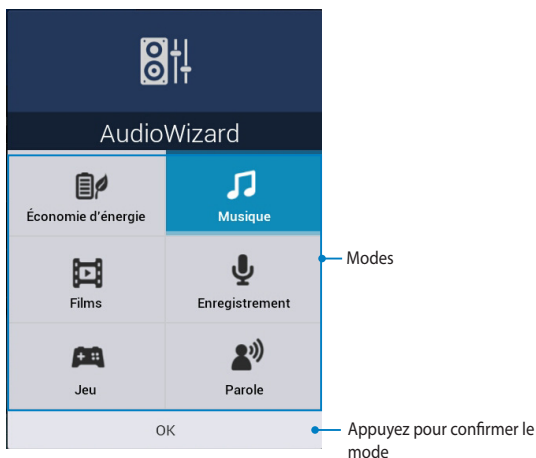 AudioWizard
Économie d'énergie
Musique
Films
Enregistrement
Modes
Jeu
Parole
OK
Appuyez pour confirmer le
mode